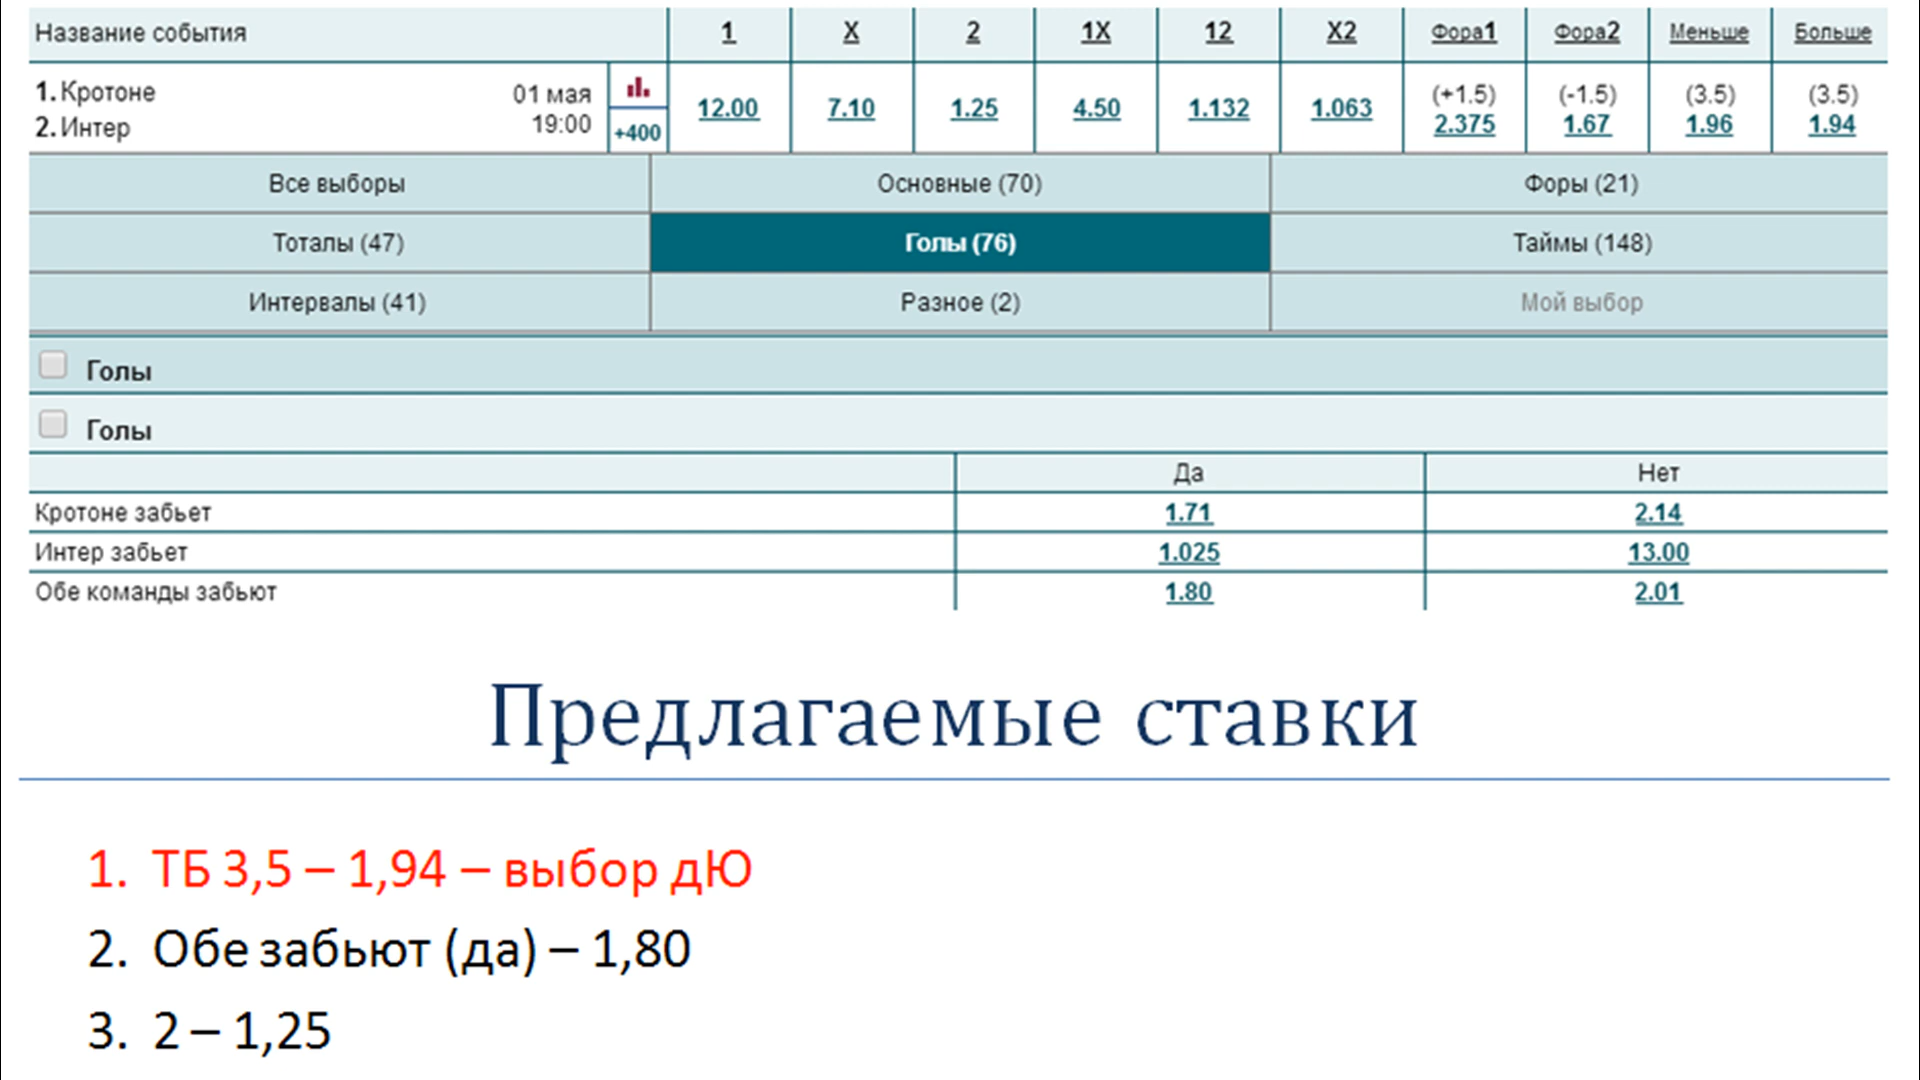 Название события 1 X 2 1X 12 X2 Фора1 Фора2 Меньше Больше
1. Кротоне 01 мая (+1.5) (-1.5) (3.5) (3.5)
12.00 7.10 1.25 4.50 1.132 1.063
2. Интер 19:00 +400 2.375 1.67 1.96 1.94
Все выборы Основные (70) Форы (21)
Тоталы (47) Голы (76) Таймы (148)
Интервалы (41) Разное (2) Мой выбор
Голы
Голы
Да Нет
Кротоне забьет 1.71 2.14
Интер забьет 1.025 13.00
Обе команды забьют 1.80 2.01
Предлагаемые ставки
1. ТБ 3,5 – 1,94 – выбор дЮ
2. Обе забьют (да) – 1,80
3. 2 – 1,25